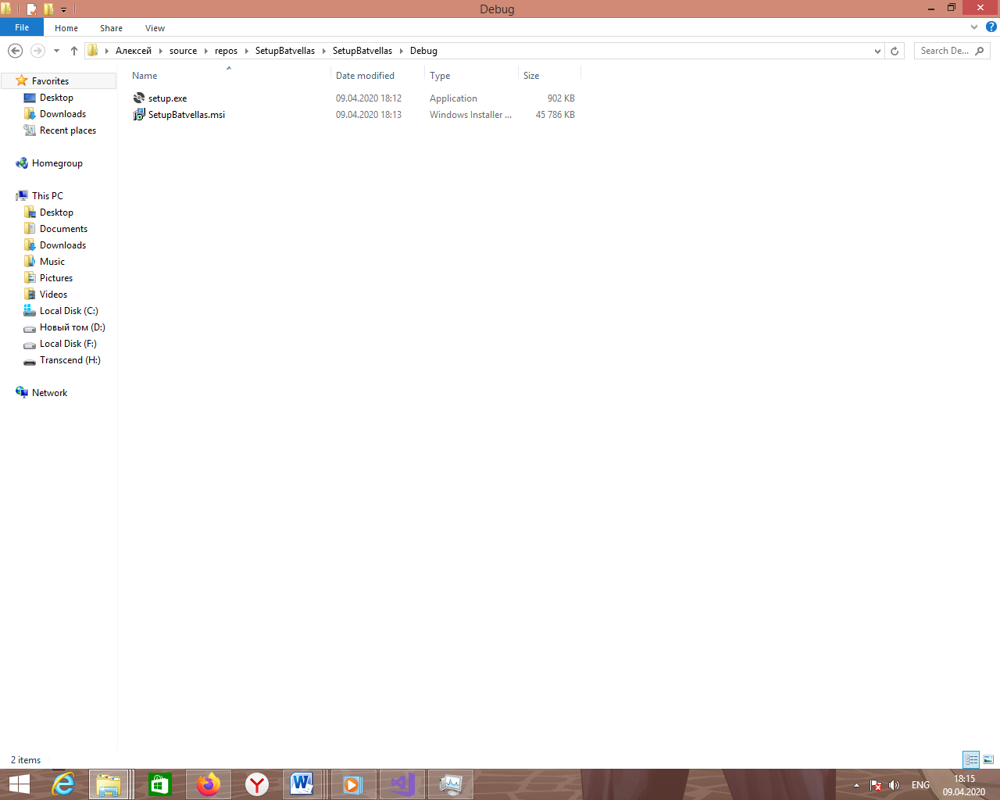 Debug
File Home Share View
Алексей source repos SetupBatvellas SetupBatvellas Debug Search De...
Name Date modified Type Size
setup.exe 09.04.2020 18:12 Application 902 KB
SetupBatvellas.msi 09.04.2020 18:13 Windows Installer ... 45 786 KB
Favorites
Desktop
Downloads
Recent places
Homegroup
This PC
Desktop
Documents
Downloads
Music
Pictures
Videos
Local Disk (C:)
Новый том (D:)
Local Disk (F:)
Transcend (H:)
Network
2 items
ENG 18:15
09.04.2020